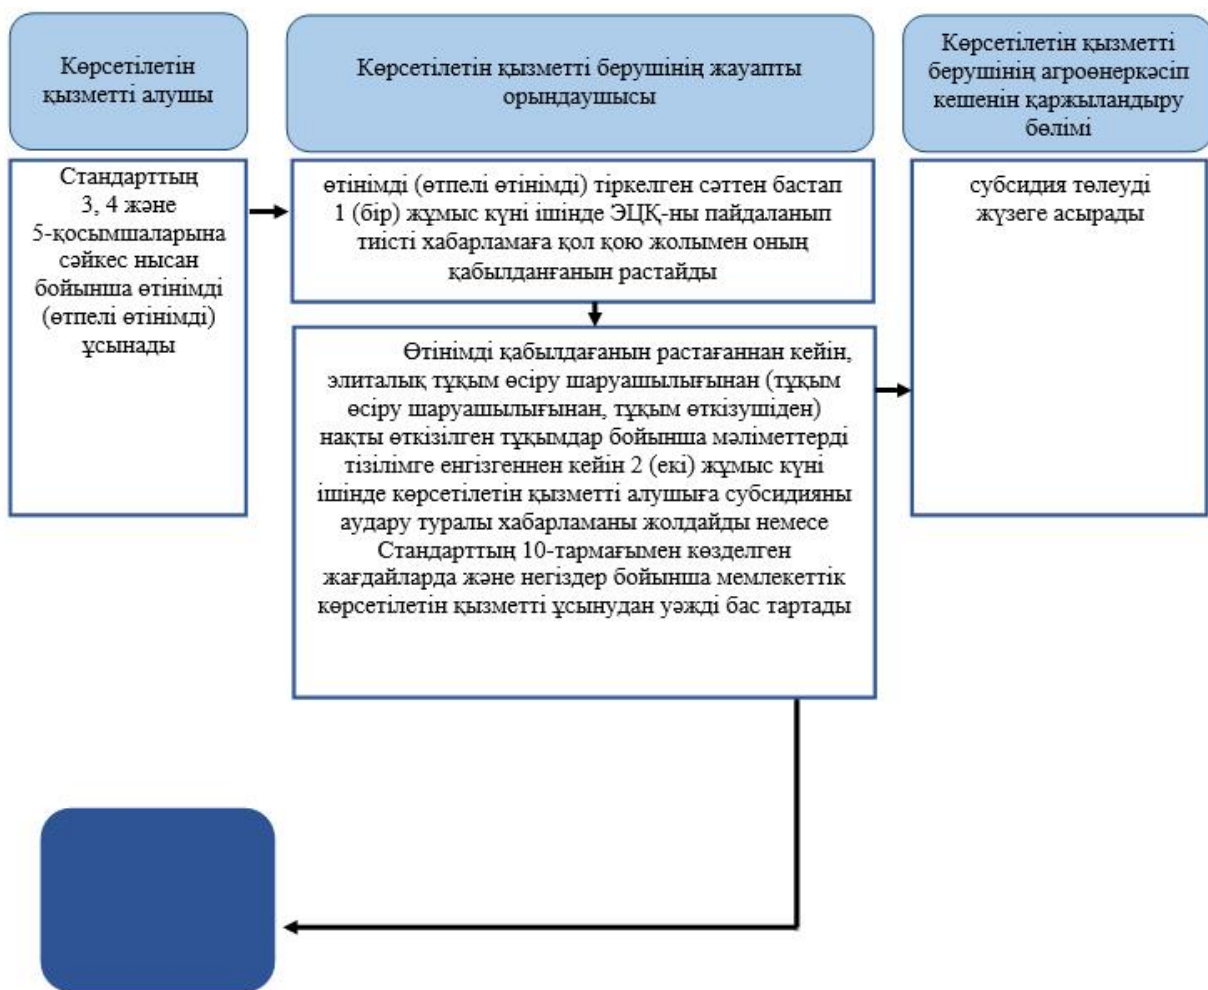 Көрсетілетін
қызметті алушы
Көрсетілетін қызметті берушінің жауапты
орындаушысы
Көрсетілетін қызметті
берушінің агроөнеркәсіп
кешенін қаржыландыру
бөлімі
Стандарттың
3, 4 және
5-қосымшаларына
сәйкес нысан
бойынша өтінімді
(өтпелі өтінімді)
ұсынады
өтінімді (өтпелі өтінімді) тіркелген сәттен бастап
1 (бір) жұмыс күні ішінде ЭЦҚ-ны пайдаланып
тиісті хабарламаға қол қою жолымен оның
қабылданғанын растайды
субсидия төлеуді
жүзеге асырады
Өтінімді қабылдағанын растағаннан кейін,
элиталық тұқым өсіру шаруашылығынан (тұқым
өсіру шаруашылығынан, тұқым өткізушіден)
нақты өткізілген тұқымдар бойынша мәліметтерді
тізілімге енгізгеннен кейін 2 (екі) жұмыс күні
ішінде көрсетілетін қызметті алушыға субсидияны
аудару туралы хабарламаны жолдайды немесе
Стандарттың 10-тармағымен көзделген
жағдайларда және негіздер бойынша мемлекеттік
көрсетілетін қызметті ұсынудан уәжді бас тартады